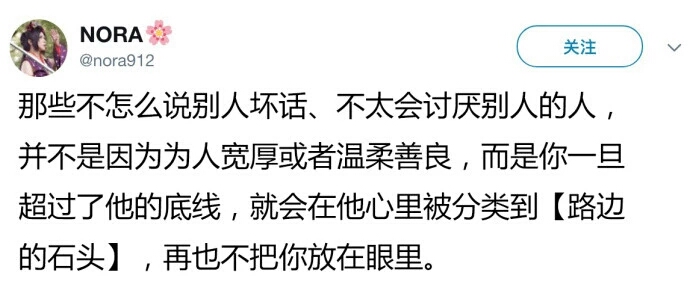 NORA🌸
@nora912
关注
那些不怎么说别人坏话、不太会讨厌别人的人，
并不是因为为人宽厚或者温柔善良，而是你一旦
超过了他的底线，就会在他心里被分类到【路边
的石头】，再也不把你放在眼里。